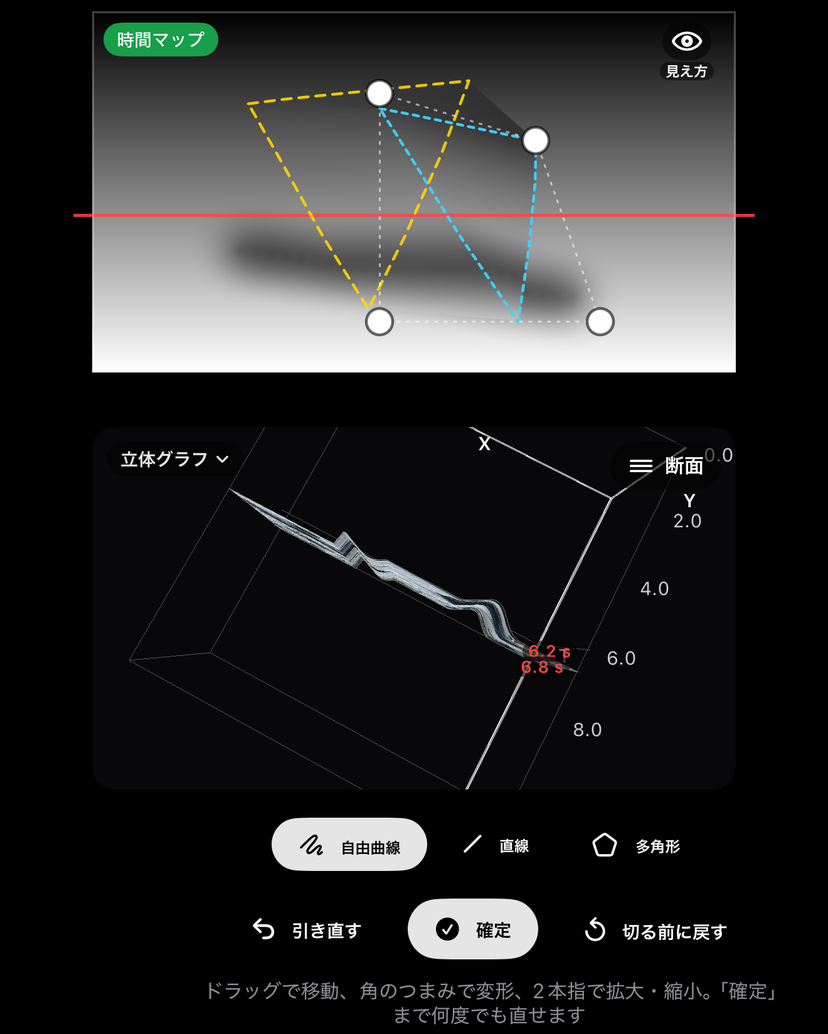 時間マップ
見え方
立体グラフ
X
断面
0.0
Y
2.0
4.0
6.2 s
6.8 s
6.0
8.0
自由曲線
直線
多角形
引き直す
確定
切る前に戻す
ドラッグで移動、角のつまみで変形、2本指で拡大・縮小。「確定」
まで何度でも直せます